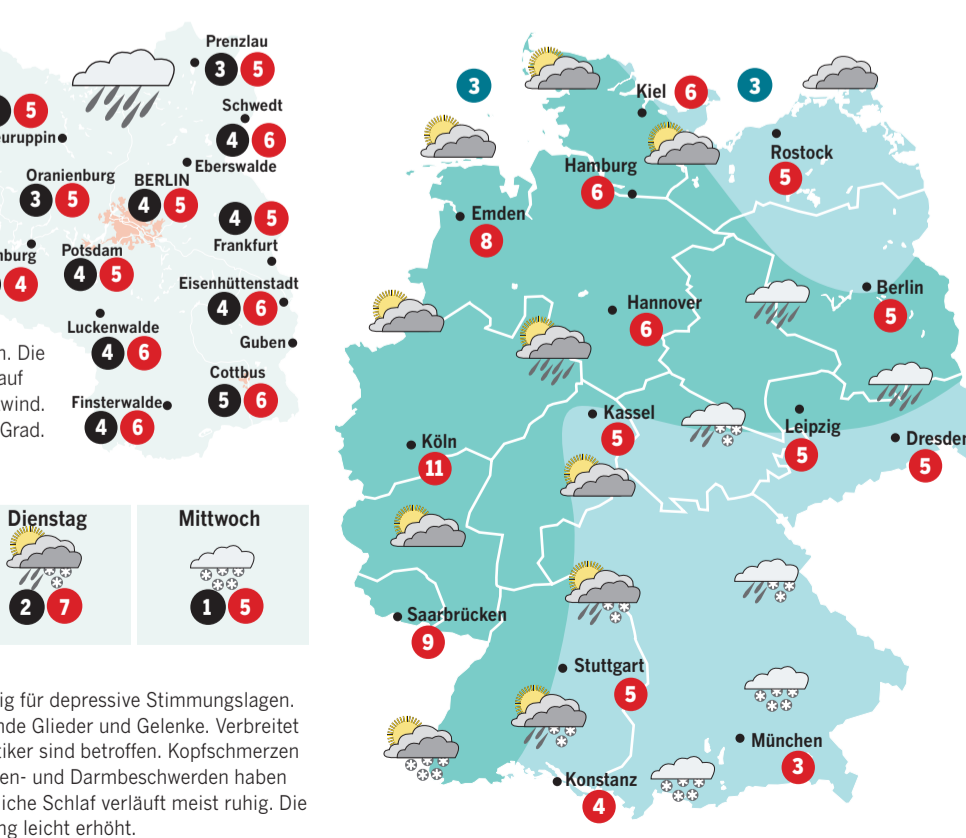 Prenzlau
3 5
5
Schwedt
4 6
Eberswalde
Oranienburg
3 5
BERLIN
4 5
4 5
Frankfurt
nburg
4
Potsdam
4 5
Eisenhüttenstadt
4 6
Luckenwalde
4 6
Guben
Cottbus
5 6
Finsterwalde
4 6
n. Die
auf
wind.
Grad.
Dienstag
2 7
Mittwoch
1 5
ig für depressive Stimmungslagen.
nde Glieder und Gelenke. Verbreitet
tiker sind betroffen. Kopfschmerzen
en- und Darmbeschwerden haben
liche Schlaf verläuft meist ruhig. Die
ng leicht erhöht.
3
3
Kiel 6
Rostock
5
Hamburg
6
Emden
8
Hannover
6
Berlin
5
Kassel
5
Leipzig
5
Dresden
5
Köln
11
Saarbrücken
9
Stuttgart
5
München
3
Konstanz
4